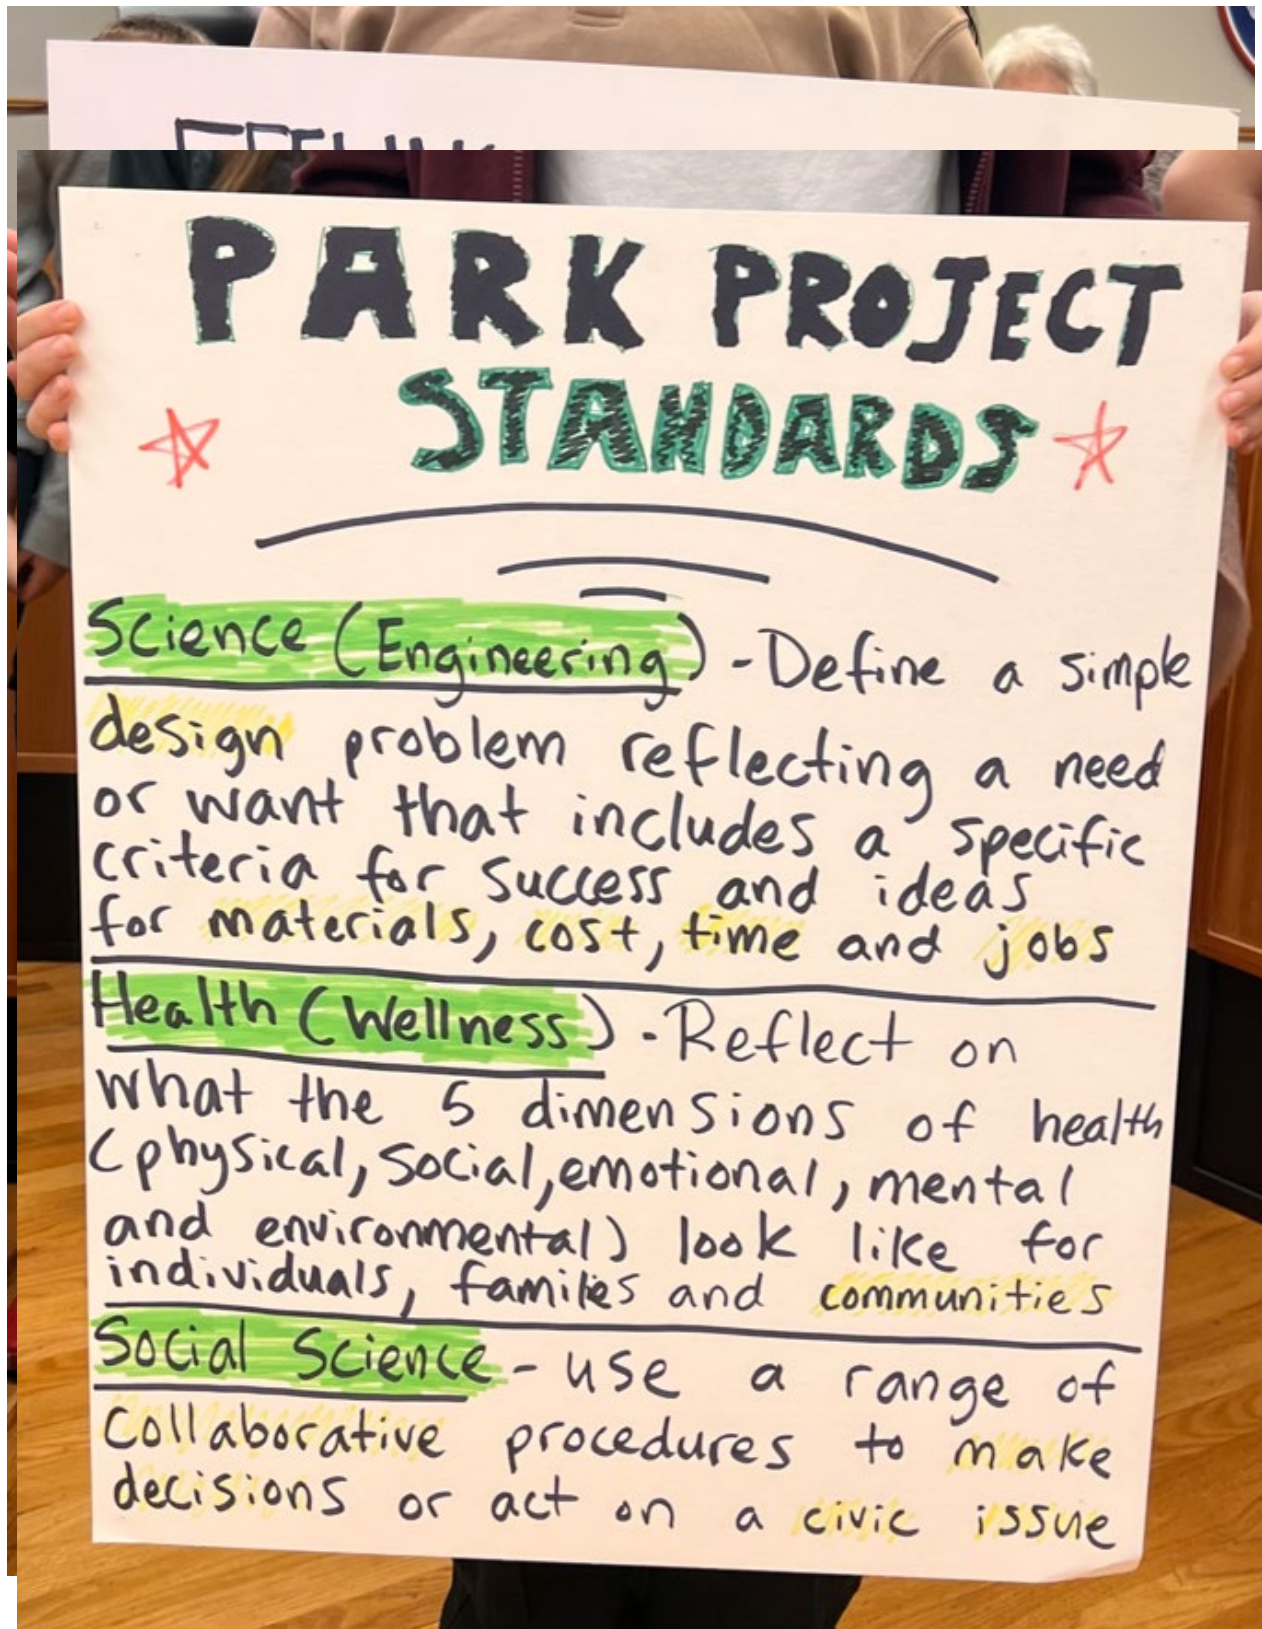 PARK PROJECT
STANDARDS
Science (Engineering) - Define a simple
design problem reflecting a need
or want that includes a specific
criteria for success and ideas
for materials, cost, time and jobs
Health (Wellness) - Reflect on
what the 5 dimensions of health
(physical, social, emotional, mental
and environmental) look like for
individuals, families and communities
Social Science - use a range of
collaborative procedures to make
decisions or act on a civic issue